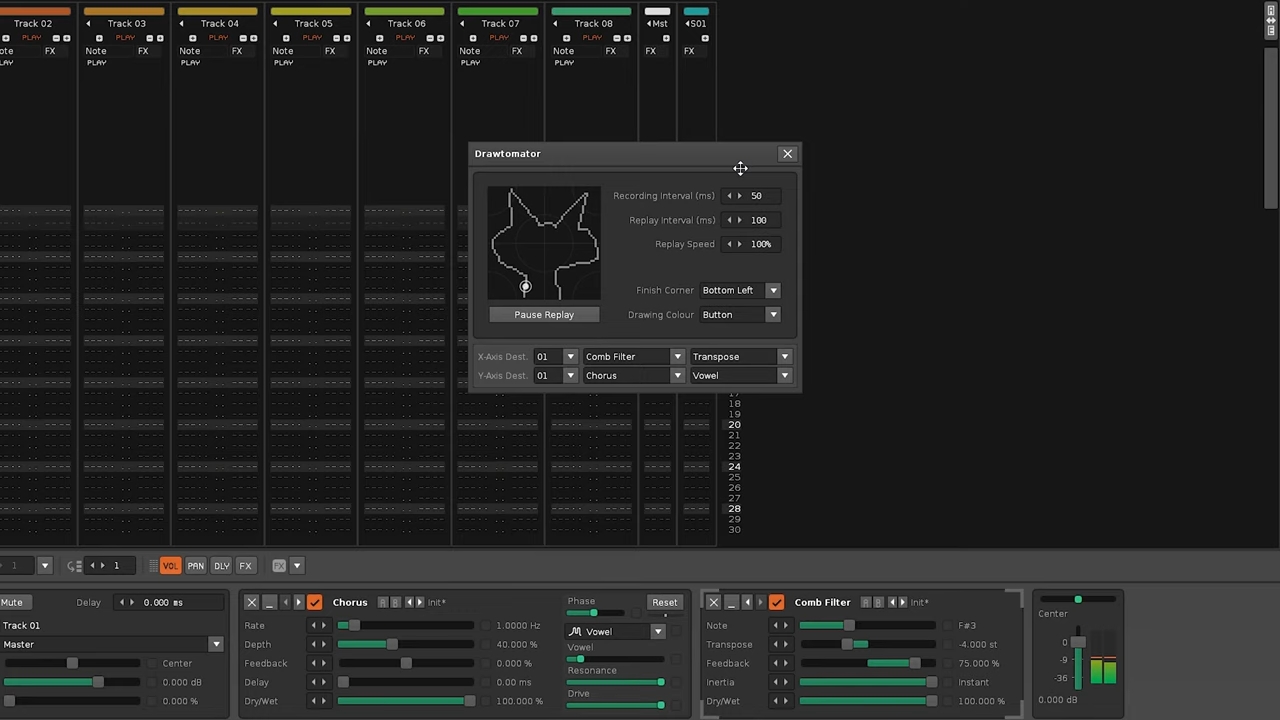 Track 02 Track 03 Track 04 Track 05 Track 06 Track 07 Track 08 Mst S01
PLAY PLAY PLAY PLAY PLAY PLAY PLAY
ote FX Note FX Note FX Note FX Note FX Note FX Note FX FX FX
PLAY PLAY PLAY PLAY PLAY PLAY PLAY
Drawtomator
Recording Interval (ms) 50
Replay Interval (ms) 100
Replay Speed 100%
Finish Corner Bottom Left
Pause Replay Drawing Colour Button
X-Axis Dest. 01 Comb Filter Transpose
Y-Axis Dest. 01 Chorus Vowel
18
19
20
21
22
23
24
25
26
27
28
29
30
1 1 VOL PAN DLY FX FX
Mute Delay 0.000 ms
Track 01
Master
Center
0.000 dB
0.000 %
Chorus A B Init*
Rate 1.0000 Hz
Depth 40.000 %
Feedback 0.000 %
Delay 0.00 ms
Dry/Wet 100.000 %
Phase Reset
Vowel
Vowel
Resonance
Drive
Comb Filter A B Init*
Note F#3
Transpose -4.000 st
Feedback 75.000 %
Inertia Instant
Dry/Wet 100.000 %
Center
0
-9
-36
0.000 dB